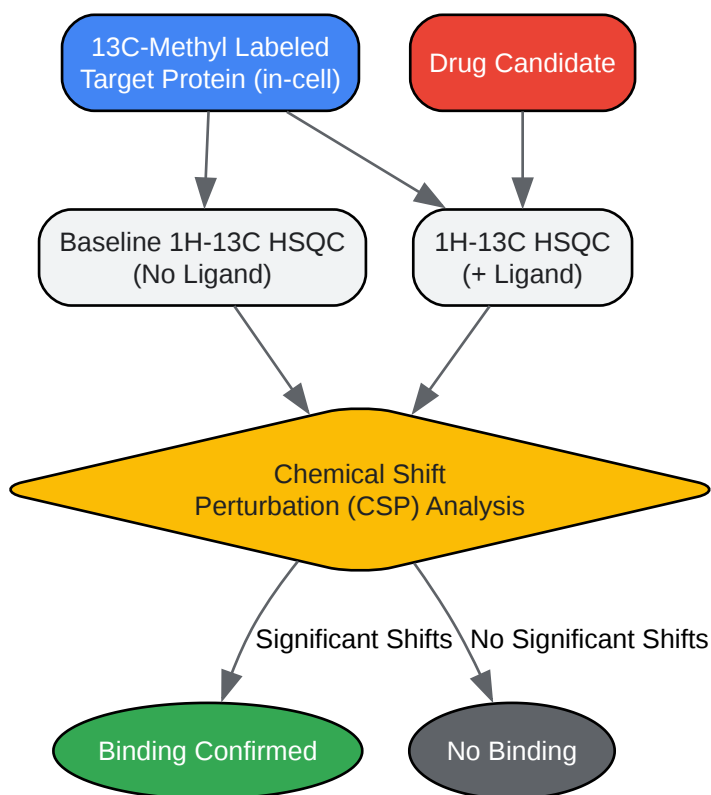 13C-Methyl Labeled
Target Protein (in-cell)
Drug Candidate
Baseline 1H-13C HSQC
(No Ligand)
1H-13C HSQC
(+ Ligand)
Chemical Shift
Perturbation (CSP) Analysis
Significant Shifts
No Significant Shifts
Binding Confirmed
No Binding